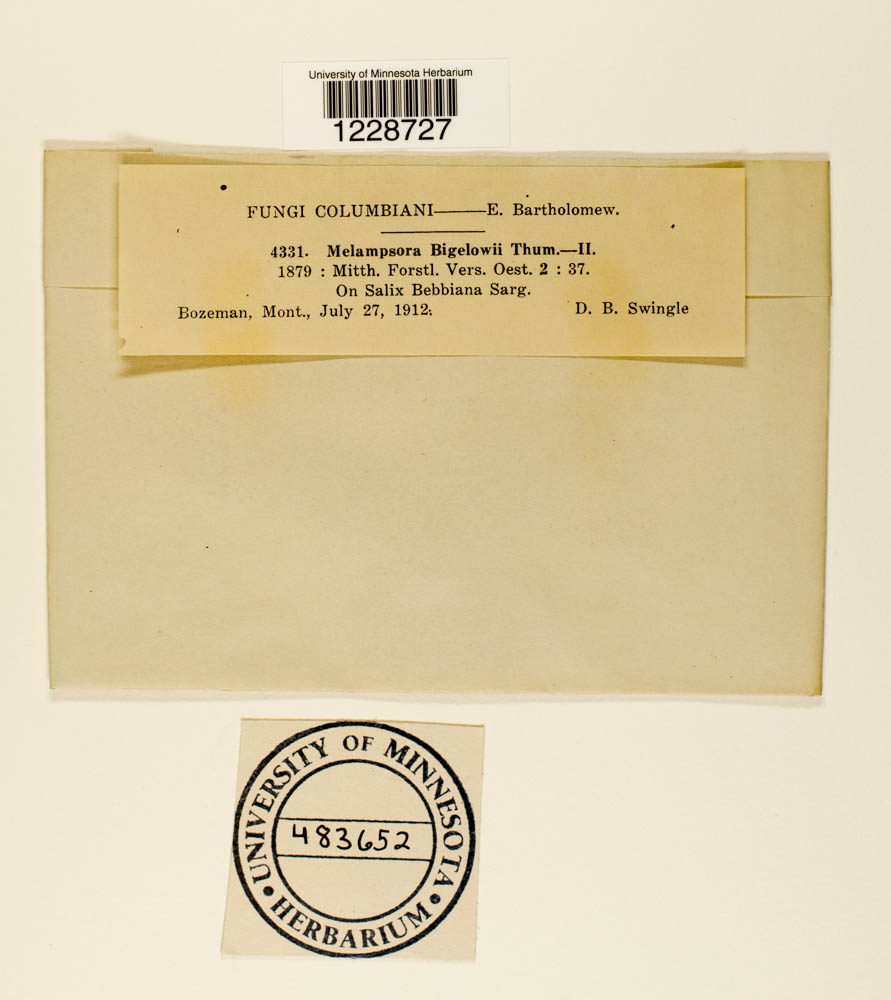 University of Minnesota Herbarium
1228727
FUNGI COLUMBIANI———E. Bartholomew.
4331. Melampsora Bigelowii Thum.—II.
1879 : Mitth. Forstl. Vers. Oest. 2 : 37.
On Salix Bebbiana Sarg.
Bozeman, Mont., July 27, 1912. D. B. Swingle
UNIVERSITY OF MINNESOTA
483652
• HERBARIUM •